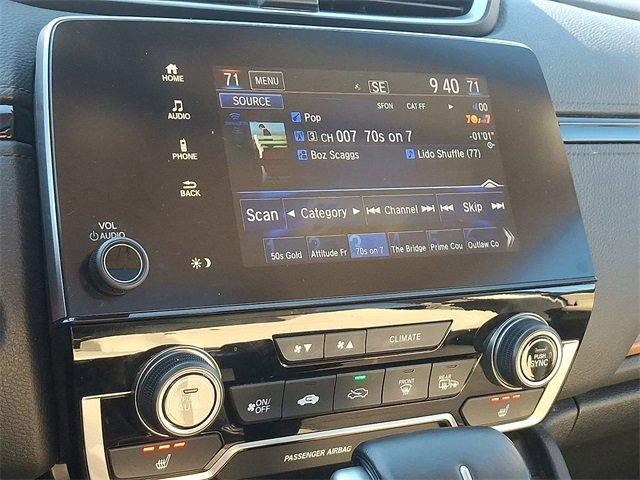 HOME
AUDIO
PHONE
BACK
VOL
AUDIO
71 MENU SE 9 40 71
SOURCE SFON CAT FF 00
Pop
3 CH 007 70s on 7 -01'01"
Boz Scaggs Lido Shuffle (77)
Scan Category Channel Skip
50s Gold Attitude Fr 70s on 7 The Bridge Prime Cou Outlaw Co
CLIMATE
AUTO
PUSH SYNC
ON/OFF
FRONT
REAR
PASSENGER AIRBAG